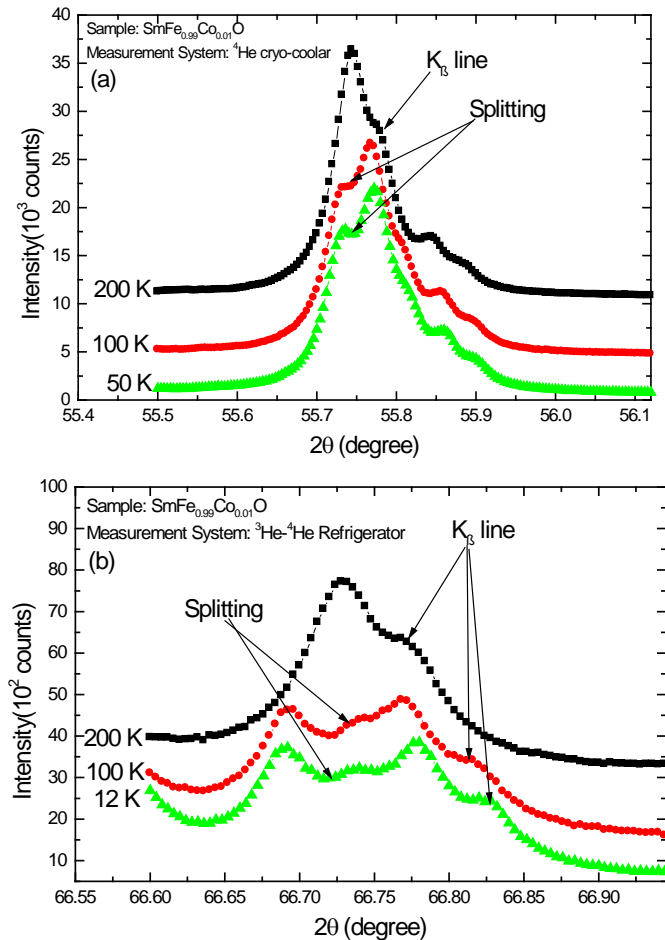 Sample: SmFe0.99Co0.01O
Measurement System: 4He cryo-coolar
(a)
Kß line
Splitting
200 K
100 K
50 K
Intensity(10^3 counts)
40
35
30
25
20
15
10
5
0
55.4 55.5 55.6 55.7 55.8 55.9 56.0 56.1
2θ (degree)
Sample: SmFe0.99Co0.01O
Measurement System: 3He-4He Refrigerator
(b)
Kß line
Splitting
200 K
100 K
12 K
Intensity(10^2 counts)
100
90
80
70
60
50
40
30
20
10
66.55 66.60 66.65 66.70 66.75 66.80 66.85 66.90
2θ (degree)